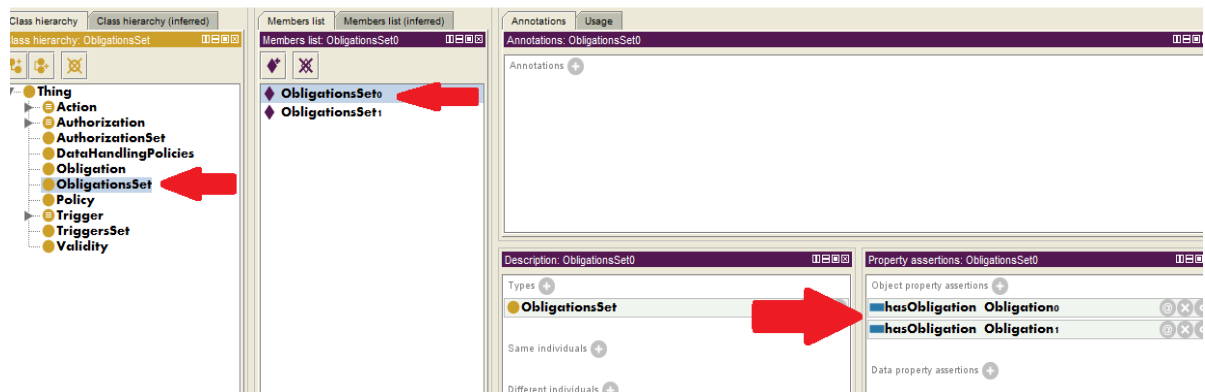 Class hierarchy Class hierarchy (inferred)
lass hierarchy: ObligationsSet
Thing
Action
Authorization
AuthorizationSet
DataHandlingPolicies
Obligation
ObligationsSet
Policy
Trigger
TriggersSet
Validity
Members list Members list (inferred)
Members list: ObligationsSet0
ObligationsSet0
ObligationsSet1
Annotations Usage
Annotations: ObligationsSet0
Annotations
Description: ObligationsSet0
Types
ObligationsSet
Same individuals
Different individuals
Property assertions: ObligationsSet0
Object property assertions
hasObligation Obligation0
hasObligation Obligation1
Data property assertions